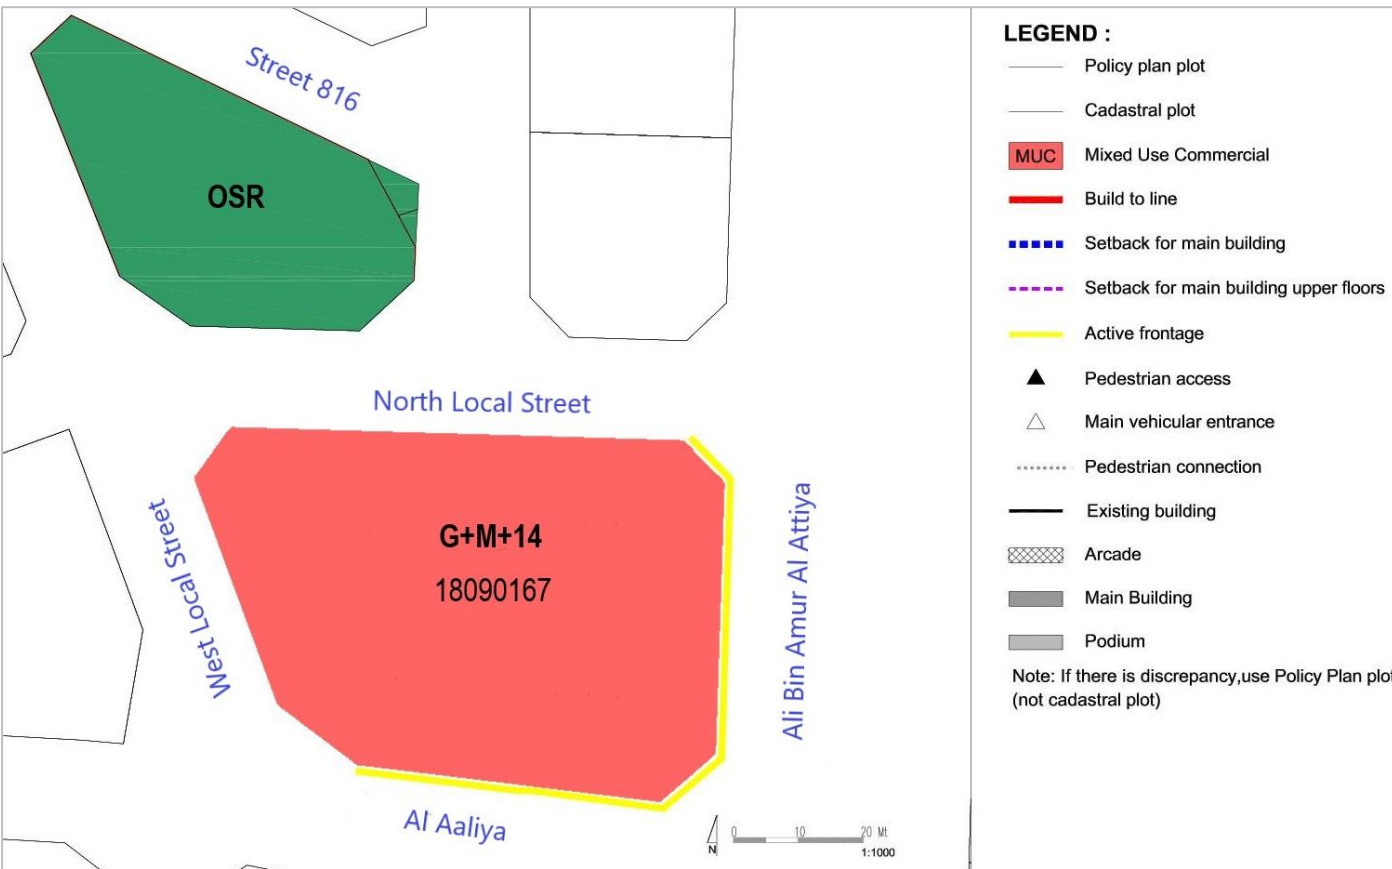 Street 816
OSR
North Local Street
West Local Street
G+M+14
18090167
Ali Bin Amur Al Attiya
Al Aaliya
N
0 10 20 Mt
1:1000
LEGEND :
Policy plan plot
Cadastral plot
MUC Mixed Use Commercial
Build to line
Setback for main building
Setback for main building upper floors
Active frontage
Pedestrian access
Main vehicular entrance
Pedestrian connection
Existing building
Arcade
Main Building
Podium
Note: If there is discrepancy,use Policy Plan plot
(not cadastral plot)